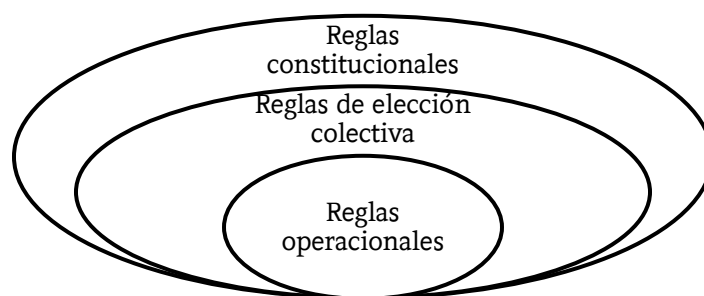 Reglas
constitucionales
Reglas de elección
colectiva
Reglas
operacionales